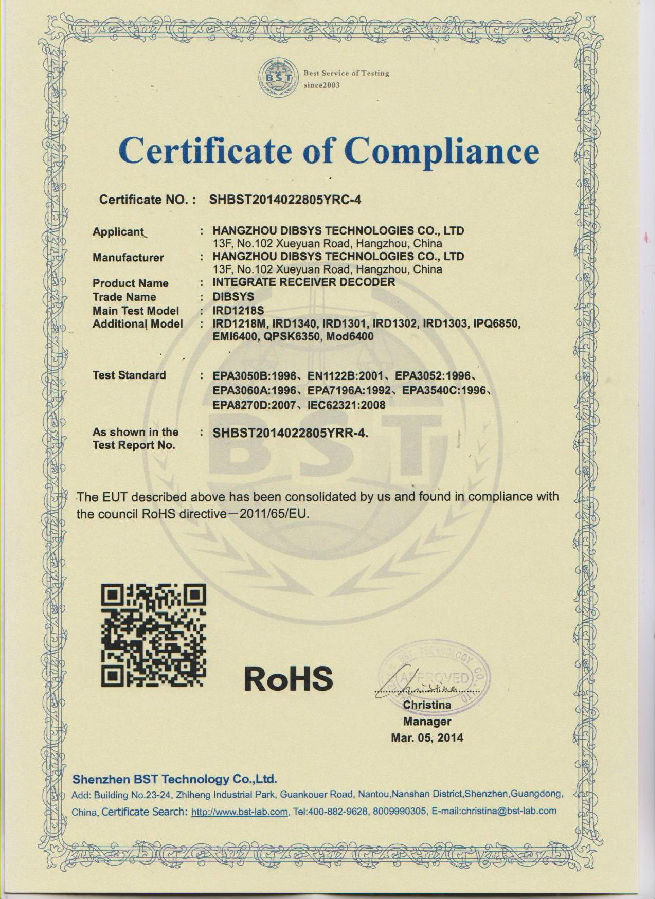 BST
Best Service of Testing
since2003
Certificate of Compliance
Certificate NO. : SHBST2014022805YRC-4
Applicant : HANGZHOU DIBSYS TECHNOLOGIES CO., LTD
13F, No.102 Xueyuan Road, Hangzhou, China
Manufacturer : HANGZHOU DIBSYS TECHNOLOGIES CO., LTD
13F, No.102 Xueyuan Road, Hangzhou, China
Product Name : INTEGRATE RECEIVER DECODER
Trade Name : DIBSYS
Main Test Model : IRD1218S
Additional Model : IRD1218M, IRD1340, IRD1301, IRD1302, IRD1303, IPQ6850,
EMI6400, QPSK6350, Mod6400
Test Standard : EPA3050B:1996、EN1122B:2001、EPA3052:1996、
EPA3060A:1996、EPA7196A:1992、EPA3540C:1996、
EPA8270D:2007、IEC62321:2008
As shown in the : SHBST2014022805YRR-4.
Test Report No.
BST
The EUT described above has been consolidated by us and found in compliance with
the council RoHS directive—2011/65/EU.
RoHS
APPROVED
Christina
Manager
Mar. 05, 2014
Shenzhen BST Technology Co.,Ltd.
Add: Building No.23-24, Zhiheng Industrial Park, Guankouer Road, Nantou,Nanshan District,Shenzhen,Guangdong,
China, Certificate Search: http://www.bst-lab.com, Tel:400-882-9628, 8009990305, E-mail:christina@bst-lab.com